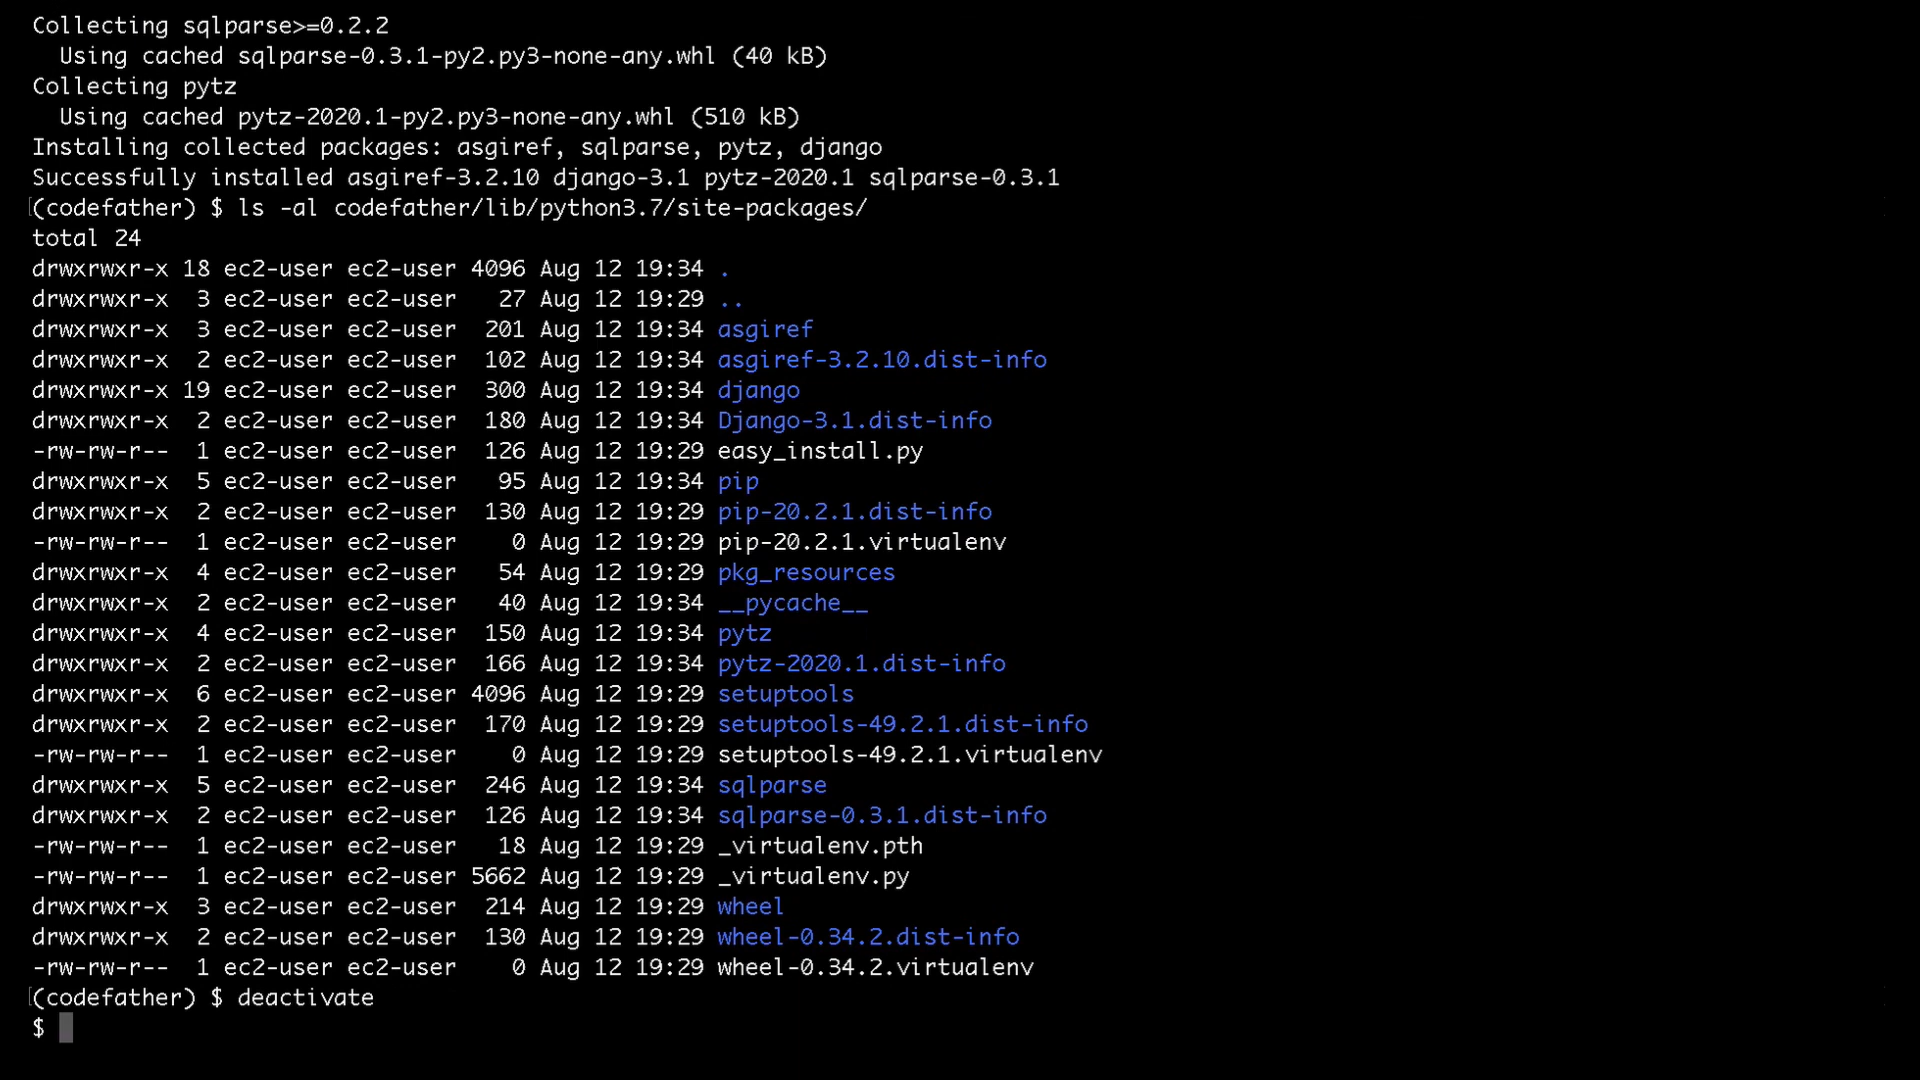 Collecting sqlparse>=0.2.2
  Using cached sqlparse-0.3.1-py2.py3-none-any.whl (40 kB)
Collecting pytz
  Using cached pytz-2020.1-py2.py3-none-any.whl (510 kB)
Installing collected packages: asgiref, sqlparse, pytz, django
Successfully installed asgiref-3.2.10 django-3.1 pytz-2020.1 sqlparse-0.3.1
(codefather) $ ls -al codefather/lib/python3.7/site-packages/
total 24
drwxrwxr-x 18 ec2-user ec2-user 4096 Aug 12 19:34 .
drwxrwxr-x  3 ec2-user ec2-user   27 Aug 12 19:29 ..
drwxrwxr-x  3 ec2-user ec2-user  201 Aug 12 19:34 asgiref
drwxrwxr-x  2 ec2-user ec2-user  102 Aug 12 19:34 asgiref-3.2.10.dist-info
drwxrwxr-x 19 ec2-user ec2-user  300 Aug 12 19:34 django
drwxrwxr-x  2 ec2-user ec2-user  180 Aug 12 19:34 Django-3.1.dist-info
-rw-rw-r--  1 ec2-user ec2-user  126 Aug 12 19:29 easy_install.py
drwxrwxr-x  5 ec2-user ec2-user   95 Aug 12 19:34 pip
drwxrwxr-x  2 ec2-user ec2-user  130 Aug 12 19:29 pip-20.2.1.dist-info
-rw-rw-r--  1 ec2-user ec2-user    0 Aug 12 19:29 pip-20.2.1.virtualenv
drwxrwxr-x  4 ec2-user ec2-user   54 Aug 12 19:29 pkg_resources
drwxrwxr-x  2 ec2-user ec2-user   40 Aug 12 19:34 __pycache__
drwxrwxr-x  4 ec2-user ec2-user  150 Aug 12 19:34 pytz
drwxrwxr-x  2 ec2-user ec2-user  166 Aug 12 19:34 pytz-2020.1.dist-info
drwxrwxr-x  6 ec2-user ec2-user 4096 Aug 12 19:29 setuptools
drwxrwxr-x  2 ec2-user ec2-user  170 Aug 12 19:29 setuptools-49.2.1.dist-info
-rw-rw-r--  1 ec2-user ec2-user    0 Aug 12 19:29 setuptools-49.2.1.virtualenv
drwxrwxr-x  5 ec2-user ec2-user  246 Aug 12 19:34 sqlparse
drwxrwxr-x  2 ec2-user ec2-user  126 Aug 12 19:34 sqlparse-0.3.1.dist-info
-rw-rw-r--  1 ec2-user ec2-user   18 Aug 12 19:29 _virtualenv.pth
-rw-rw-r--  1 ec2-user ec2-user 5662 Aug 12 19:29 _virtualenv.py
drwxrwxr-x  3 ec2-user ec2-user  214 Aug 12 19:29 wheel
drwxrwxr-x  2 ec2-user ec2-user  130 Aug 12 19:29 wheel-0.34.2.dist-info
-rw-rw-r--  1 ec2-user ec2-user    0 Aug 12 19:29 wheel-0.34.2.virtualenv
(codefather) $ deactivate
$